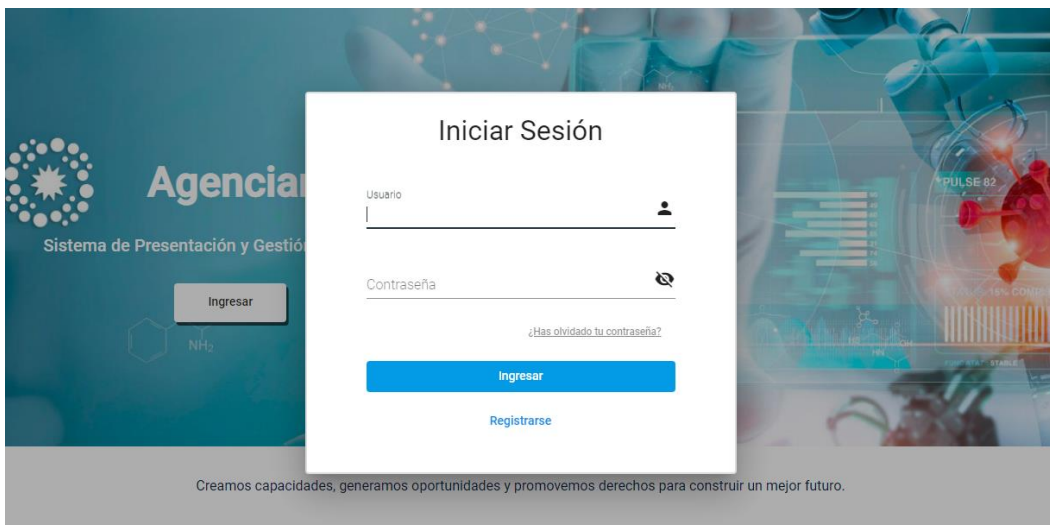 Iniciar Sesión
Agencia
Usuario
PULSE 82
Sistema de Presentación y Gestió
Contraseña
Ingresar
¿Has olvidado tu contraseña?
NH₂
Ingresar
Registrarse
Creamos capacidades, generamos oportunidades y promovemos derechos para construir un mejor futuro.